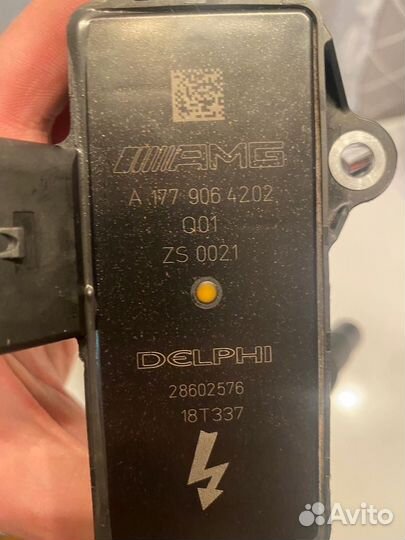 AMG
A 177 906 42 02
Q01
ZS 0021
DELPHI
28602576
18T337
Avito